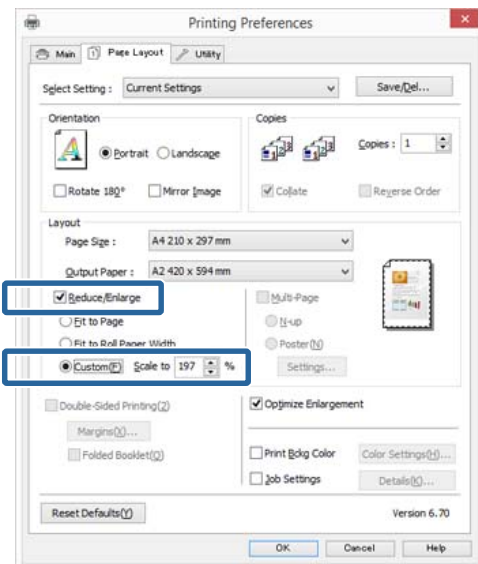 Printing Preferences
Main Page Layout Utility
Select Setting : Current Settings Save/Del...
Orientation Copies
Portrait Landscape Copies : 1
Rotate 180° Mirror Image Collate Reverse Order
Layout
Page Size : A4 210 x 297 mm
Output Paper : A2 420 x 594 mm
Reduce/Enlarge Multi-Page
Fit to Page N-up
Fit to Roll Paper Width Poster(N)
Custom(F) Scale to 197 % Settings...
Double-Sided Printing(2) Optimize Enlargement
Margins(X)...
Folded Booklet(Q) Print Bckg Color Color Settings(H)...
Job Settings Details(K)...
Reset Defaults(Y) Version 6.70
OK Cancel Help